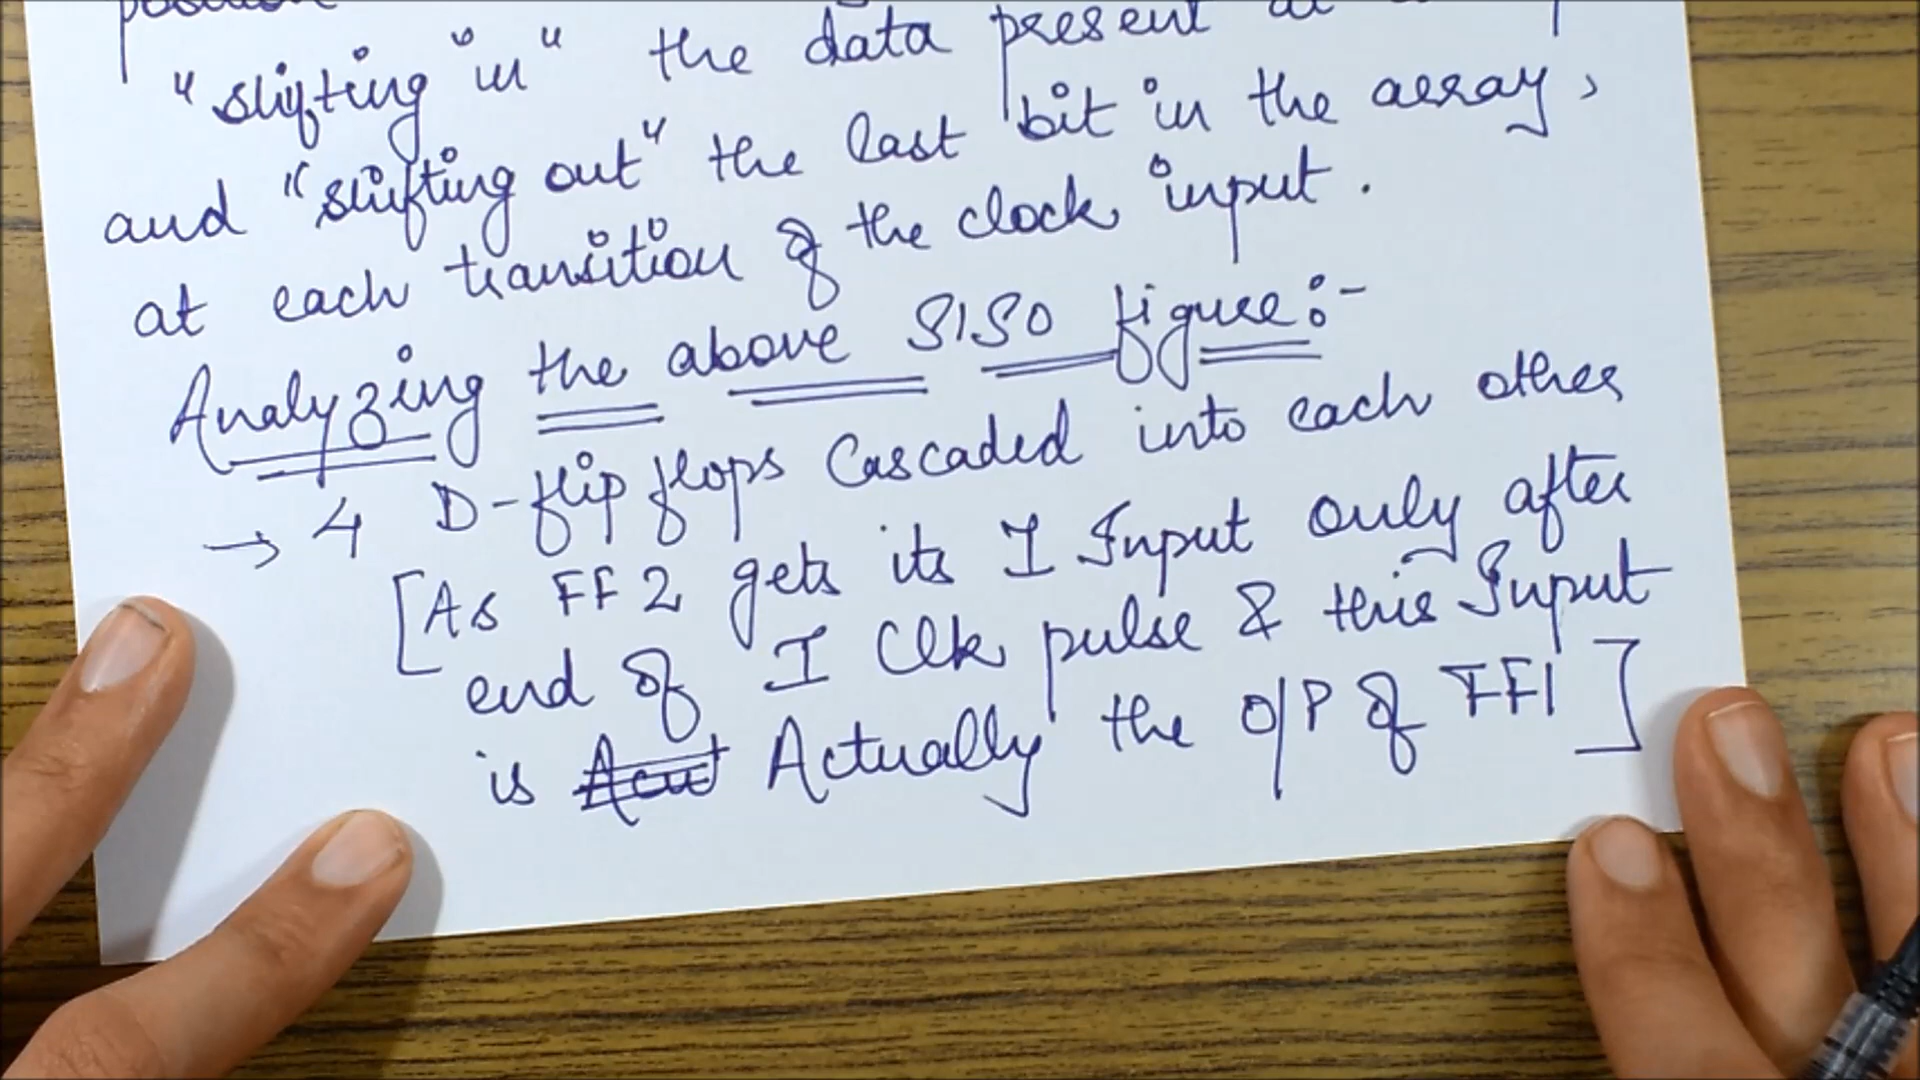 "shifting in" the data present
and "shifting out" the last bit in the array,
at each transition of the clock input.
Analyzing the above SISO figure:-
→ 4 D-flip flops Cascaded into each other
[As FF2 gets its I Input only after
end of I Clk pulse & this Input
is Actually the O/P of FF1]